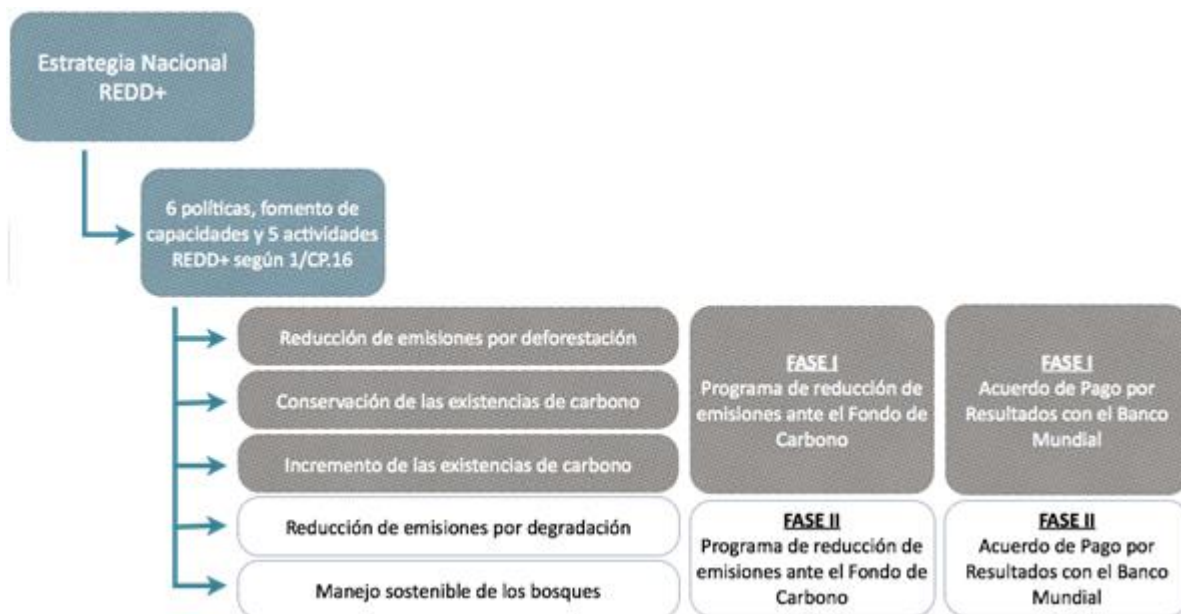 Estrategia Nacional
REDD+
6 políticas, fomento de
capacidades y 5 actividades
REDD+ según 1/CP.16
Reducción de emisiones por deforestación
Conservación de las existencias de carbono
Incremento de las existencias de carbono
Reducción de emisiones por degradación
Manejo sostenible de los bosques
FASE I
Programa de reducción de
emisiones ante el Fondo de
Carbono
FASE I
Acuerdo de Pago por
Resultados con el Banco
Mundial
FASE II
Programa de reducción de
emisiones ante el Fondo de
Carbono
FASE II
Acuerdo de Pago por
Resultados con el Banco
Mundial